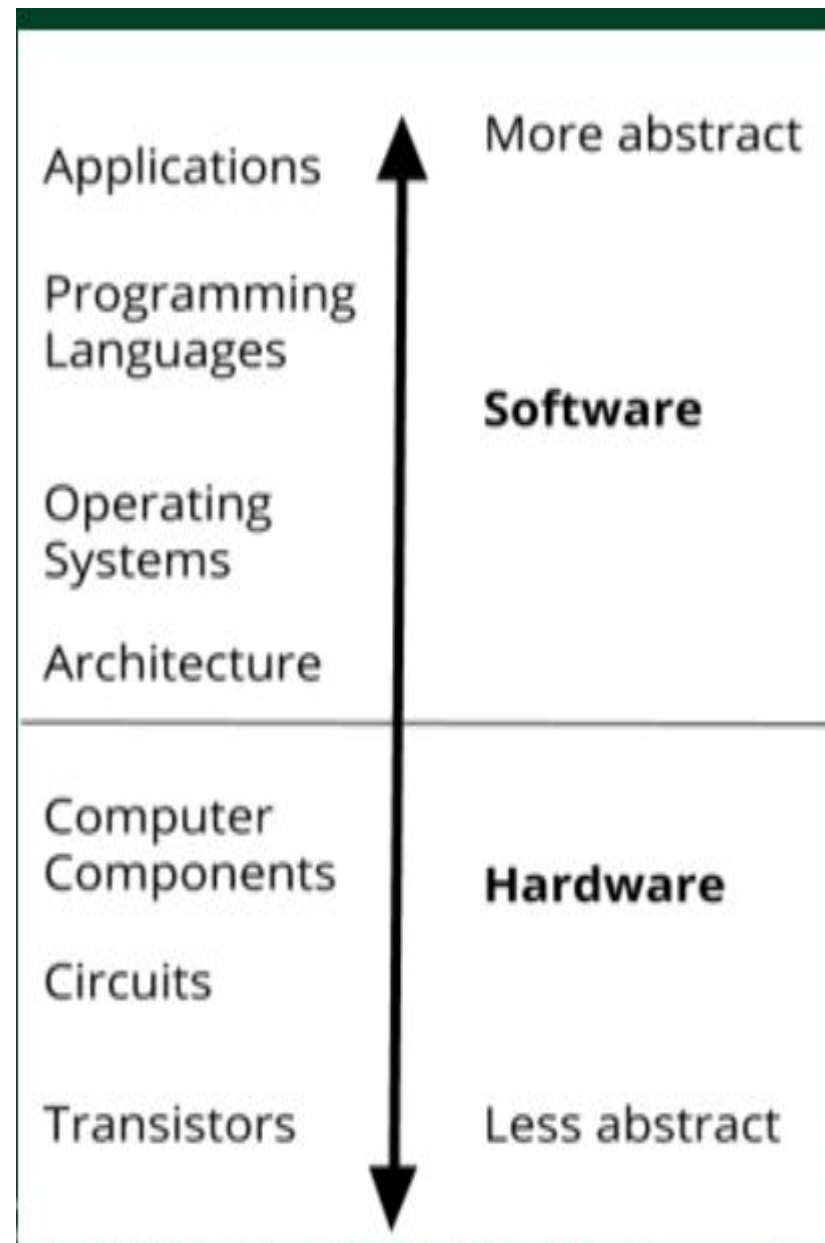 More abstract
Applications
Programming
Languages
Software
Operating
Systems
Architecture
Computer
Components
Hardware
Circuits
Transistors
Less abstract